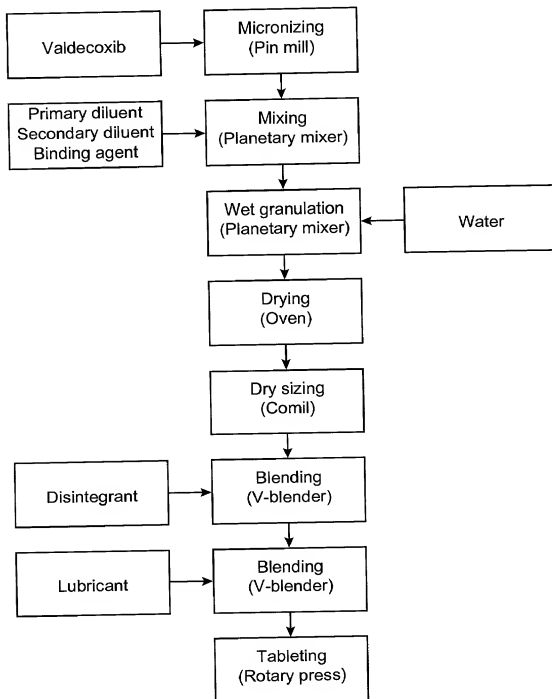 Valdecoxib
Micronizing
(Pin mill)
Primary diluent
Secondary diluent
Binding agent
Mixing
(Planetary mixer)
Wet granulation
(Planetary mixer)
Water
Drying
(Oven)
Dry sizing
(Comil)
Disintegrant
Blending
(V-blender)
Lubricant
Blending
(V-blender)
Tableting
(Rotary press)